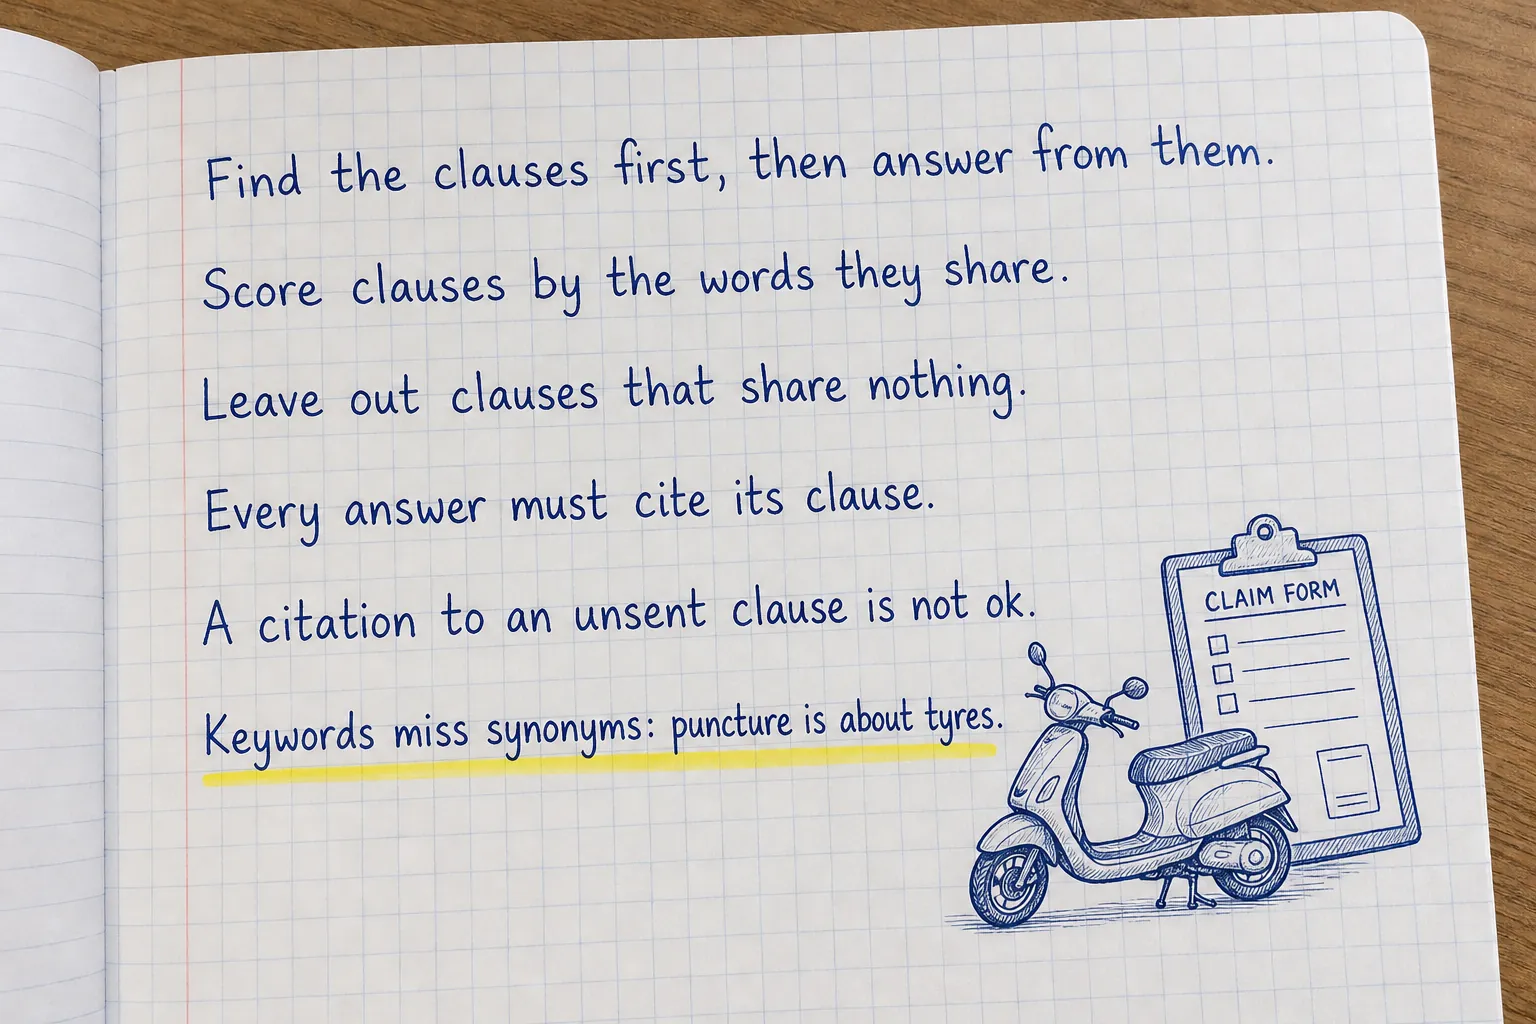 Find the clauses first, then answer from them.
Score clauses by the words they share.
Leave out clauses that share nothing.
Every answer must cite its clause.
A citation to an unsent clause is not ok.
Keywords miss synonyms: puncture is about tyres.
CLAIM FORM